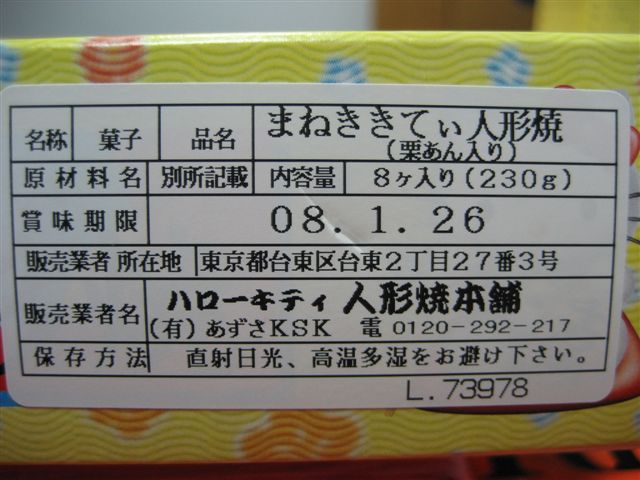 名称 菓子 品名 まねききてぃ人形焼
(栗あん入り)
原材料名 別所記載 内容量 8ヶ入り(230g)
賞味期限 08.1.26
販売業者 所在地 東京都台東区台東2丁目27番3号
販売業者名 ハローキティ人形焼本舗
(有)あずさKSK 電 0120-292-217
保存方法 直射日光、高温多湿をお避け下さい。
L.73978